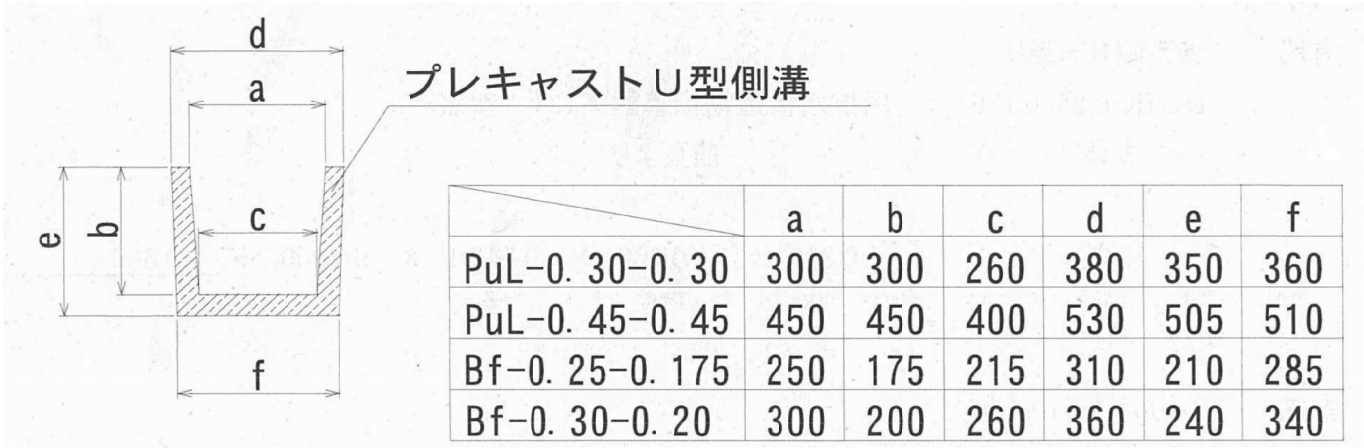 d
a
プレキャストU型側溝
e
b
c
f
a b c d e f
PuL-0.30-0.30 300 300 260 380 350 360
PuL-0.45-0.45 450 450 400 530 505 510
Bf-0.25-0.175 250 175 215 310 210 285
Bf-0.30-0.20 300 200 260 360 240 340